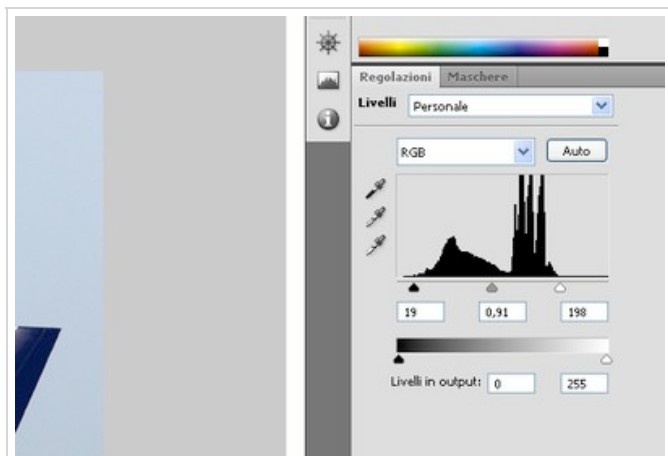 Regolazioni Maschere
Livelli Personale
RGB Auto
19 0,91 198
Livelli in output: 0 255